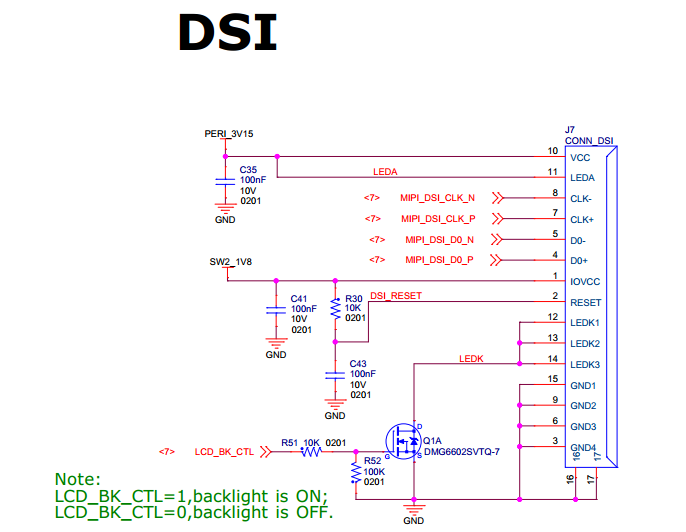 DSI
J7
CONN_DSI
PERI_3V15
10 VCC
C35
100nF
10V
0201
GND
LEDA 11 LEDA
<7> MIPI_DSI_CLK_N 8 CLK-
<7> MIPI_DSI_CLK_P 7 CLK+
<7> MIPI_DSI_D0_N 5 D0-
<7> MIPI_DSI_D0_P 4 D0+
SW2_1V8
1 IOVCC
C41
100nF
10V
0201
GND
R30
10K
0201
DSI_RESET 2 RESET
12 LEDK1
13 LEDK2
LEDK 14 LEDK3
C43
100nF
10V
0201
GND
15 GND1
9 GND2
6 GND3
3 GND4
16 17
16 17
<7> LCD_BK_CTL R51 10K 0201
R52
100K
0201
D
G
S
Q1A
DMG6602SVTQ-7
GND
Note:
LCD_BK_CTL=1,backlight is ON;
LCD_BK_CTL=0,backlight is OFF.